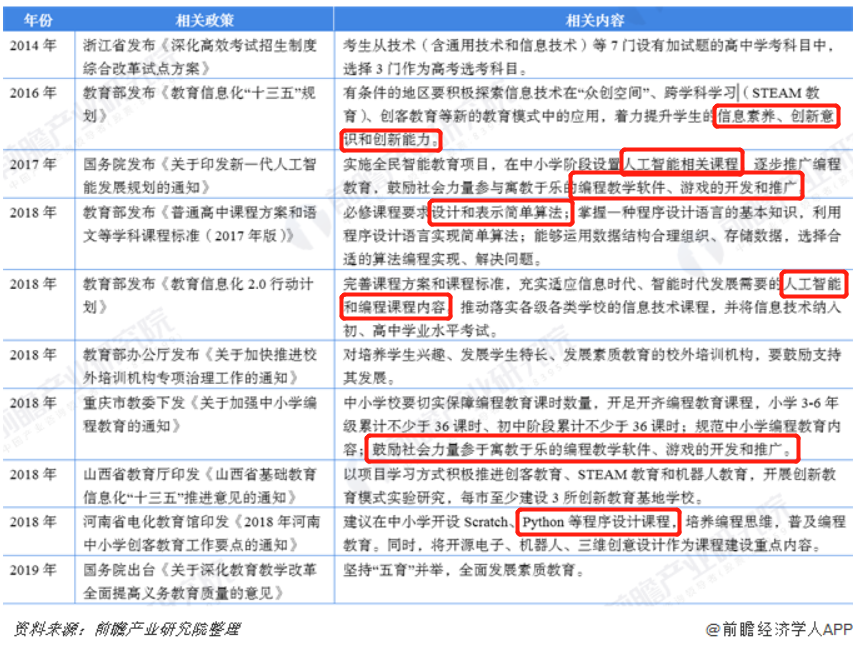 年份 相关政策 相关内容
2014 年 浙江省发布《深化高效考试招生制度 考生从技术（含通用技术和信息技术）等 7 门设有加试题的高中学考科目中，
综合改革试点方案》 选择 3 门作为高考选考科目。
2016 年 教育部发布《教育信息化“十三五”规 有条件的地区要积极探索信息技术在“众创空间”、跨学科学习（STEAM 教
划》 育）、创客教育等新的教育模式中的应用，着力提升学生的信息素养、创新意
识和创新能力。
2017 年 国务院发布《关于印发新一代人工智 实施全民智能教育项目，在中小学阶段设置人工智能相关课程，逐步推广编程
能发展规划的通知》 教育，鼓励社会力量参与寓教于乐的编程教学软件、游戏的开发和推广。
2018 年 教育部发布《普通高中课程方案和语 必修课程要求设计和表示简单算法；掌握一种程序设计语言的基本知识，利用
文等学科课程标准（2017 年版）》 程序设计语言实现简单算法；能够运用数据结构合理组织、存储数据，选择合
适的算法编程实现、解决问题。
2018 年 教育部发布《教育信息化 2.0 行动计 完善课程方案和课程标准，充实适应信息时代、智能时代发展需要的人工智能
划》 和编程课程内容，推动落实各级各类学校的信息技术课程，并将信息技术纳入
初、高中学业水平考试。
2018 年 教育部办公厅发布《关于加快推进校 对培养学生兴趣、发展学生特长、发展素质教育的校外培训机构，要鼓励支持
外培训机构专项治理工作的通知》 其发展。
2018 年 重庆市教委下发《关于加强中小学编 中小学校要切实保障编程教育课时数量，开足开齐编程教育课程，小学 3-6 年
程教育的通知》 级累计不少于 36 课时、初中阶段累计不少于 36 课时；规范中小学编程教育内
容；鼓励社会力量参于寓教于乐的编程教学软件、游戏的开发和推广。
2018 年 山西省教育厅印发《山西省基础教育 以项目学习方式积极推进创客教育、STEAM 教育和机器人教育，开展创新教
信息化“十三五”推进意见的通知》 育模式实验研究，每市至少建设 3 所创新教育基地学校。
2018 年 河南省电化教育馆印发《2018 年河南 建议在中小学开设 Scratch、Python 等程序设计课程，培养编程思维，普及编程
中小学创客教育工作要点的通知》 教育。同时，将开源电子、机器人、三维创意设计作为课程建设重点内容。
2019 年 国务院出台《关于深化教育教学改革 坚持“五育”并举，全面发展素质教育。
全面提高义务教育质量的意见》
资料来源：前瞻产业研究院整理 @前瞻经济学人APP